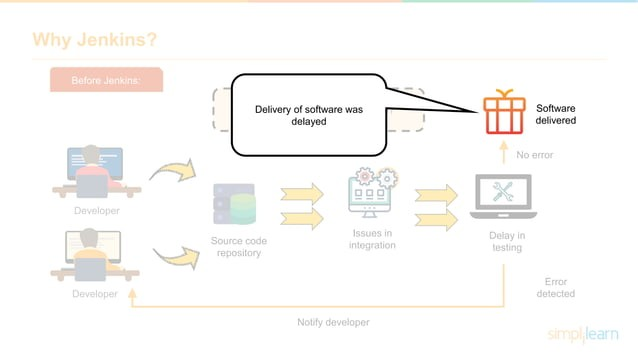 Why Jenkins?
Before Jenkins:
Delivery of software was
delayed
Software
delivered
No error
Developer
Source code
repository
Issues in
integration
Delay in
testing
Developer
Error
detected
Notify developer
simplilearn